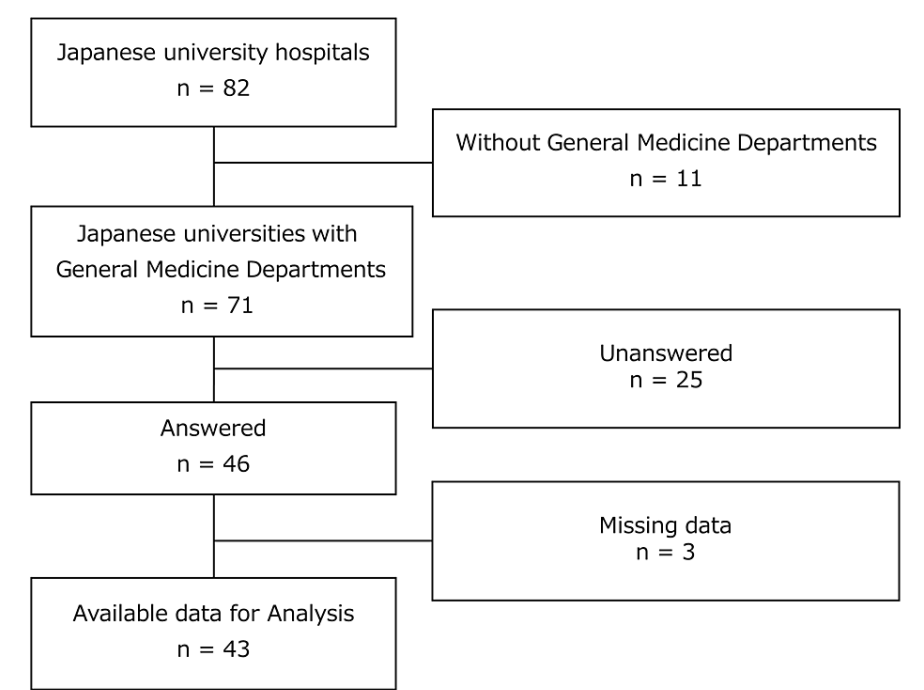 Japanese university hospitals
n = 82
Without General Medicine Departments
n = 11
Japanese universities with
General Medicine Departments
n = 71
Unanswered
n = 25
Answered
n = 46
Missing data
n = 3
Available data for Analysis
n = 43